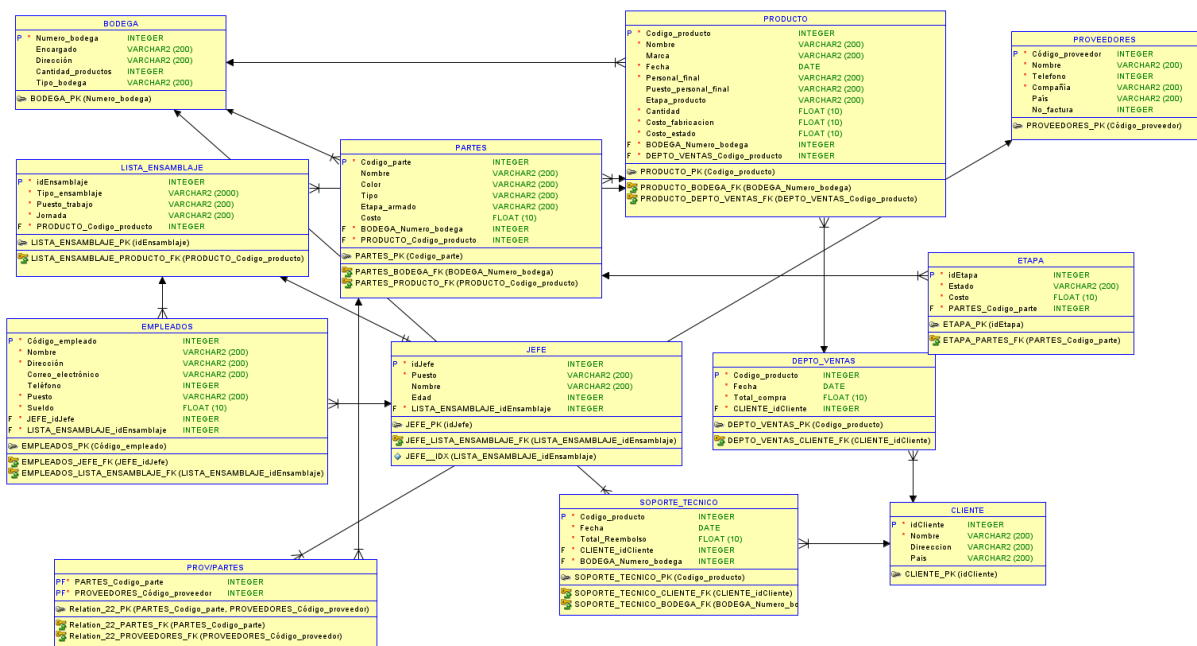 BODEGA
P * Numero_bodega INTEGER
Encargado VARCHAR2 (200)
Dirección VARCHAR2 (200)
Cantidad_productos INTEGER
Tipo_bodega VARCHAR2 (200)
BODEGA_PK (Numero_bodega)
PRODUCTO
P * Codigo_producto INTEGER
* Nombre VARCHAR2 (200)
Marca VARCHAR2 (200)
* Fecha DATE
* Personal_final VARCHAR2 (200)
Puesto_personal_final VARCHAR2 (200)
Etapa_producto VARCHAR2 (200)
* Cantidad FLOAT (10)
* Costo_fabricacion FLOAT (10)
* Costo_estado FLOAT (10)
F * BODEGA_Numero_bodega INTEGER
F * DEPTO_VENTAS_Codigo_producto INTEGER
PRODUCTO_PK (Codigo_producto)
PRODUCTO_BODEGA_FK (BODEGA_Numero_bodega)
PRODUCTO_DEPTO_VENTAS_FK (DEPTO_VENTAS_Codigo_producto)
PROVEEDORES
P * Código_proveedor INTEGER
* Nombre VARCHAR2 (200)
* Telefono INTEGER
* Compañia VARCHAR2 (200)
País VARCHAR2 (200)
No_factura INTEGER
PROVEEDORES_PK (Código_proveedor)
PARTES
P * Codigo_parte INTEGER
Nombre VARCHAR2 (200)
Color VARCHAR2 (200)
Tipo VARCHAR2 (200)
Etapa_armado VARCHAR2 (200)
Costo FLOAT (10)
F * BODEGA_Numero_bodega INTEGER
F * PRODUCTO_Codigo_producto INTEGER
PARTES_PK (Codigo_parte)
PARTES_BODEGA_FK (BODEGA_Numero_bodega)
PARTES_PRODUCTO_FK (PRODUCTO_Codigo_producto)
LISTA_ENSAMBLAJE
P * idEnsamblaje INTEGER
* Tipo_ensamblaje VARCHAR2 (2000)
* Puesto_trabajo VARCHAR2 (200)
* Jornada VARCHAR2 (200)
F * PRODUCTO_Codigo_producto INTEGER
LISTA_ENSAMBLAJE_PK (idEnsamblaje)
LISTA_ENSAMBLAJE_PRODUCTO_FK (PRODUCTO_Codigo_producto)
ETAPA
P * idEtapa INTEGER
* Estado VARCHAR2 (200)
* Costo FLOAT (10)
F * PARTES_Codigo_parte INTEGER
ETAPA_PK (idEtapa)
ETAPA_PARTES_FK (PARTES_Codigo_parte)
EMPLEADOS
P * Código_empleado INTEGER
* Nombre VARCHAR2 (200)
* Dirección VARCHAR2 (200)
Correo_electrónico VARCHAR2 (200)
Teléfono INTEGER
* Puesto VARCHAR2 (200)
* Sueldo FLOAT (10)
F * JEFE_idJefe INTEGER
F * LISTA_ENSAMBLAJE_idEnsamblaje INTEGER
EMPLEADOS_PK (Código_empleado)
EMPLEADOS_JEFE_FK (JEFE_idJefe)
EMPLEADOS_LISTA_ENSAMBLAJE_FK (LISTA_ENSAMBLAJE_idEnsamblaje)
JEFE
P * idJefe INTEGER
* Puesto VARCHAR2 (200)
Nombre VARCHAR2 (200)
Edad INTEGER
F * LISTA_ENSAMBLAJE_idEnsamblaje INTEGER
JEFE_PK (idJefe)
JEFE_LISTA_ENSAMBLAJE_FK (LISTA_ENSAMBLAJE_idEnsamblaje)
JEFE__IDX (LISTA_ENSAMBLAJE_idEnsamblaje)
DEPTO_VENTAS
P * Codigo_producto INTEGER
* Fecha DATE
* Total_compra FLOAT (10)
F * CLIENTE_idCliente INTEGER
DEPTO_VENTAS_PK (Codigo_producto)
DEPTO_VENTAS_CLIENTE_FK (CLIENTE_idCliente)
SOPORTE_TECNICO
P * Codigo_producto INTEGER
* Fecha DATE
* Total_Reembolso FLOAT (10)
F * CLIENTE_idCliente INTEGER
F * BODEGA_Numero_bodega INTEGER
SOPORTE_TECNICO_PK (Codigo_producto)
SOPORTE_TECNICO_CLIENTE_FK (CLIENTE_idCliente)
SOPORTE_TECNICO_BODEGA_FK (BODEGA_Numero_bo
CLIENTE
P * idCliente INTEGER
* Nombre VARCHAR2 (200)
Direeccion VARCHAR2 (200)
Pais VARCHAR2 (200)
CLIENTE_PK (idCliente)
PROV/PARTES
PF* PARTES_Codigo_parte INTEGER
PF* PROVEEDORES_Código_proveedor INTEGER
Relation_22_PK (PARTES_Codigo_parte, PROVEEDORES_Código_proveedor)
Relation_22_PARTES_FK (PARTES_Codigo_parte)
Relation_22_PROVEEDORES_FK (PROVEEDORES_Código_proveedor)